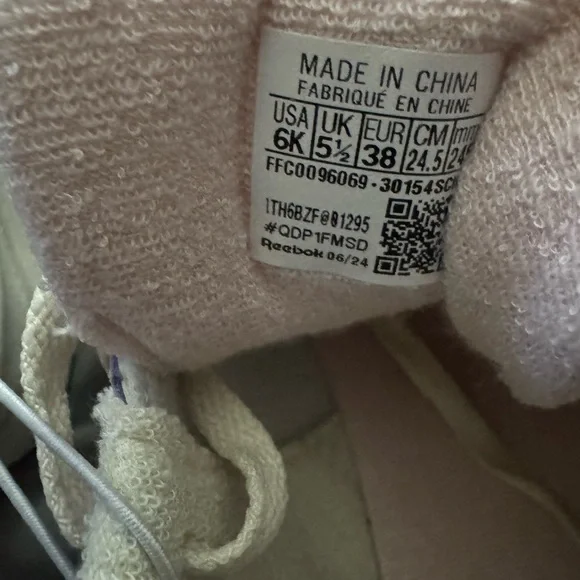 MADE IN CHINA
FABRIQUÉ EN CHINE
USA UK EUR CM
6K 5½ 38 24.5
FFC0096069-30154SC
1TH6BZF@01295
#QDP1FMSD
Reebok 06/24